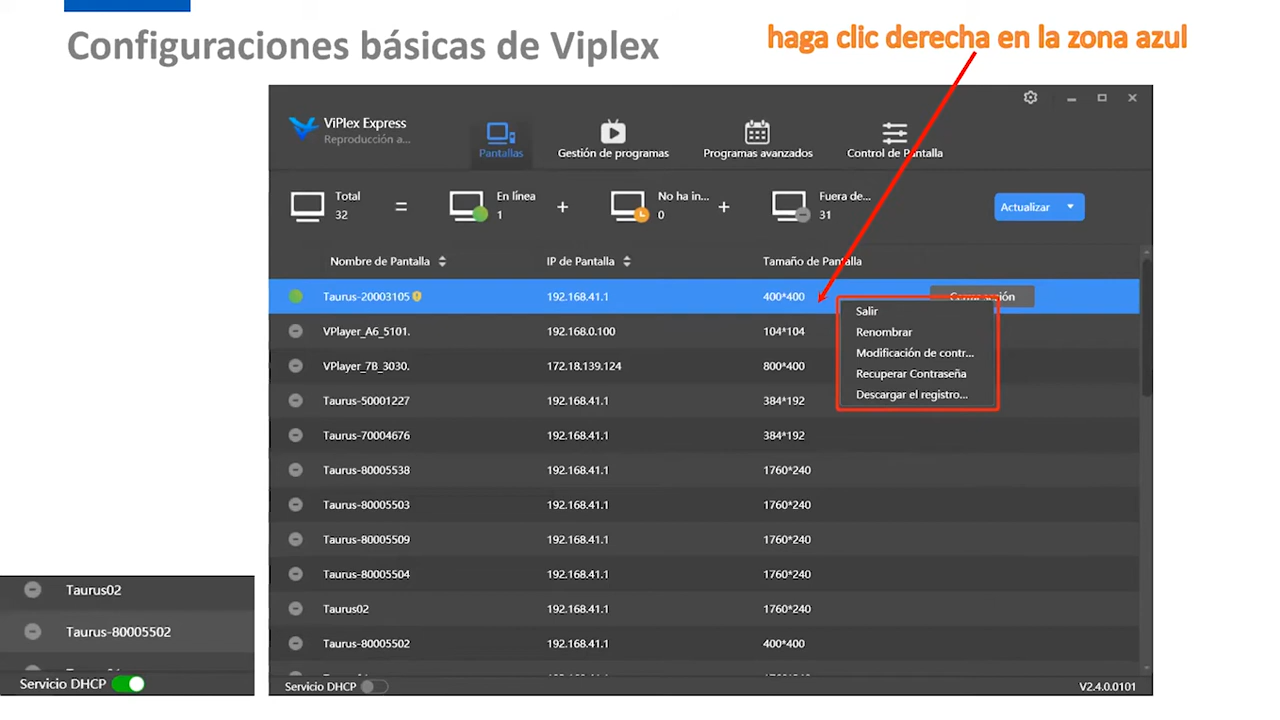 Configuraciones básicas de Viplex
haga clic derecha en la zona azul
ViPlex Express
Reproducción a...
Pantallas
Gestión de programas
Programas avanzados
Control de Pantalla
Total
32
=
En línea
1
+
No ha in...
0
+
Fuera de...
31
Actualizar
Nombre de Pantalla
IP de Pantalla
Tamaño de Pantalla
Taurus-20003105 192.168.41.1 400*400
Salir
Renombrar
Modificación de contr...
Recuperar Contraseña
Descargar el registro...
VPlayer_A6_5101. 192.168.0.100 104*104
VPlayer_7B_3030. 172.18.139.124 800*400
Taurus-50001227 192.168.41.1 384*192
Taurus-70004676 192.168.41.1 384*192
Taurus-80005538 192.168.41.1 1760*240
Taurus-80005503 192.168.41.1 1760*240
Taurus-80005509 192.168.41.1 1760*240
Taurus-80005504 192.168.41.1 1760*240
Taurus02 192.168.41.1 1760*240
Taurus-80005502 192.168.41.1 400*400
Servicio DHCP
V2.4.0.0101
Taurus02
Taurus-80005502
Servicio DHCP